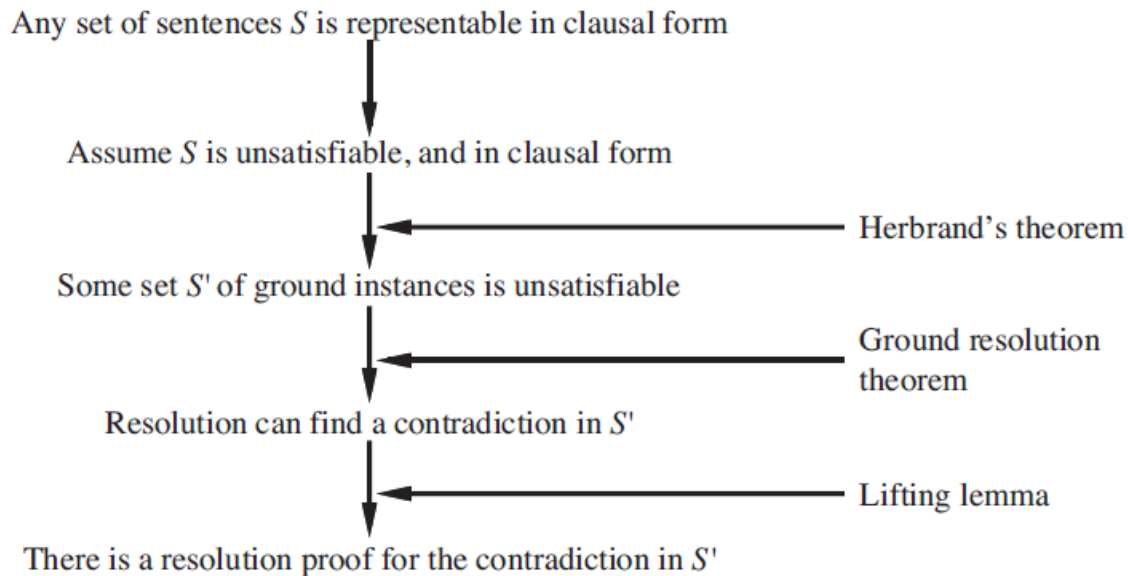 Any set of sentences S is representable in clausal form
Assume S is unsatisfiable, and in clausal form
Herbrand’s theorem
Some set S' of ground instances is unsatisfiable
Ground resolution
theorem
Resolution can find a contradiction in S'
Lifting lemma
There is a resolution proof for the contradiction in S'